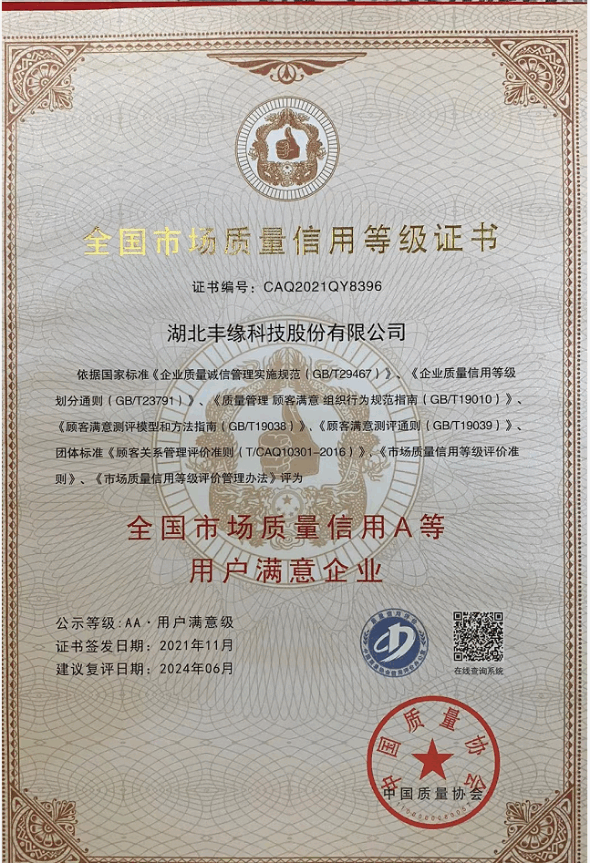 全国市场质量信用等级证书
证书编号：CAQ2021QY8396
湖北丰缘科技股份有限公司
依据国家标准《企业质量诚信管理实施规范（GB/T29467）》、《企业质量信用等级
划分通则（GB/T23791）》、《质量管理 顾客满意 组织行为规范指南（GB/T19010）》、
《顾客满意测评模型和方法指南（GB/T19038）》、《顾客满意测评通则（GB/T19039）》、
团体标准《顾客关系管理评价准则（T/CAQ10301-2016）》、《市场质量信用等级评价准
则》、《市场质量信用等级评价管理办法》评为
全国市场质量信用A等
用户满意企业
公示等级:AA·用户满意级
证书签发日期：2021年11月
建议复评日期：2024年06月
在线查询系统
中国质量协会
中国质量协会